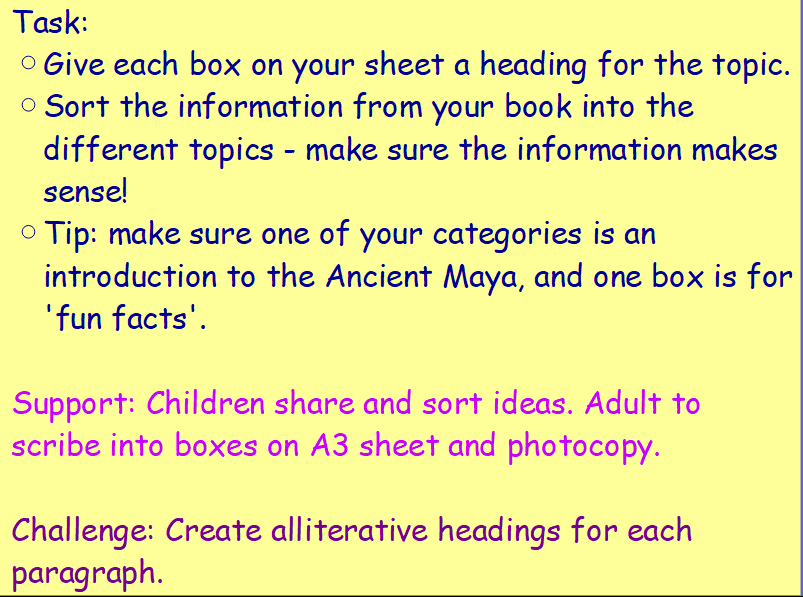 Task:
○ Give each box on your sheet a heading for the topic.
○ Sort the information from your book into the
different topics - make sure the information makes
sense!
○ Tip: make sure one of your categories is an
introduction to the Ancient Maya, and one box is for
'fun facts'.
Support: Children share and sort ideas. Adult to
scribe into boxes on A3 sheet and photocopy.
Challenge: Create alliterative headings for each
paragraph.